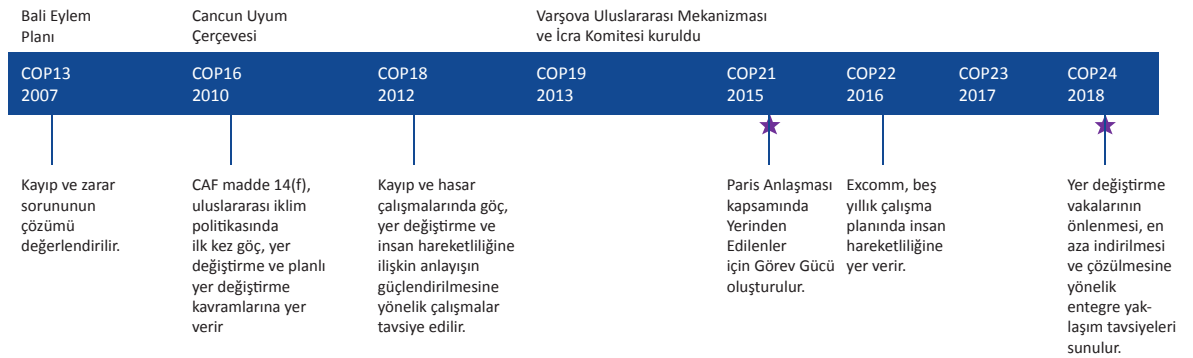 Bali Eylem
Planı
Cancun Uyum
Çerçevesi
Varşova Uluslararası Mekanizması
ve İcra Komitesi kuruldu
COP13
2007
COP16
2010
COP18
2012
COP19
2013
COP21
2015
COP22
2016
COP23
2017
COP24
2018
Kayıp ve zarar
sorununun
çözümü
değerlendirilir.
CAF madde 14(f),
uluslararası iklim
politikasında
ilk kez göç, yer
değiştirme ve planlı
yer değiştirme
kavramlarına yer
verir
Kayıp ve hasar
çalışmalarında göç,
yer değiştirme ve
insan hareketliliğine
ilişkin anlayışın
güçlendirilmesine
yönelik çalışmalar
tavsiye edilir.
Paris Anlaşması
kapsamında
Yerinden
Edilenler
için Görev Gücü
oluşturulur.
Excomm, beş
yıllık çalışma
planında insan
hareketliliğine
yer verir.
Yer değiştirme
vakalarının
önlenmesi, en
aza indirilmesi
ve çözülmesine
yönelik
entegre yak-
laşım tavsiyeleri
sunulur.